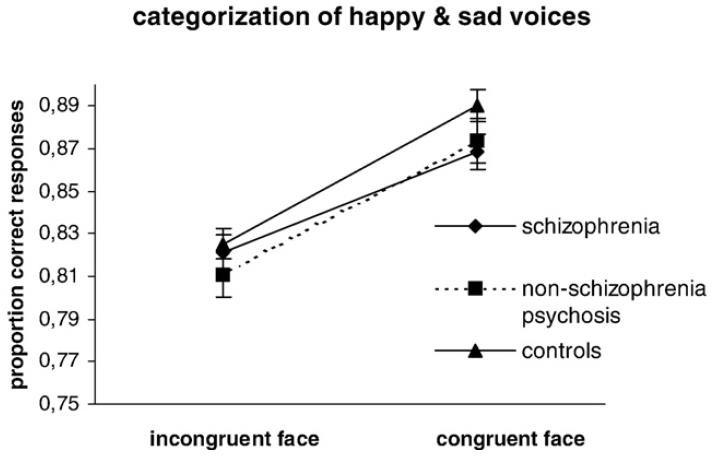 categorization of happy & sad voices
proportion correct responses
0,89
0,87
0,85
0,83
0,81
0,79
0,77
0,75
incongruent face
congruent face
schizophrenia
non-schizophrenia
psychosis
controls